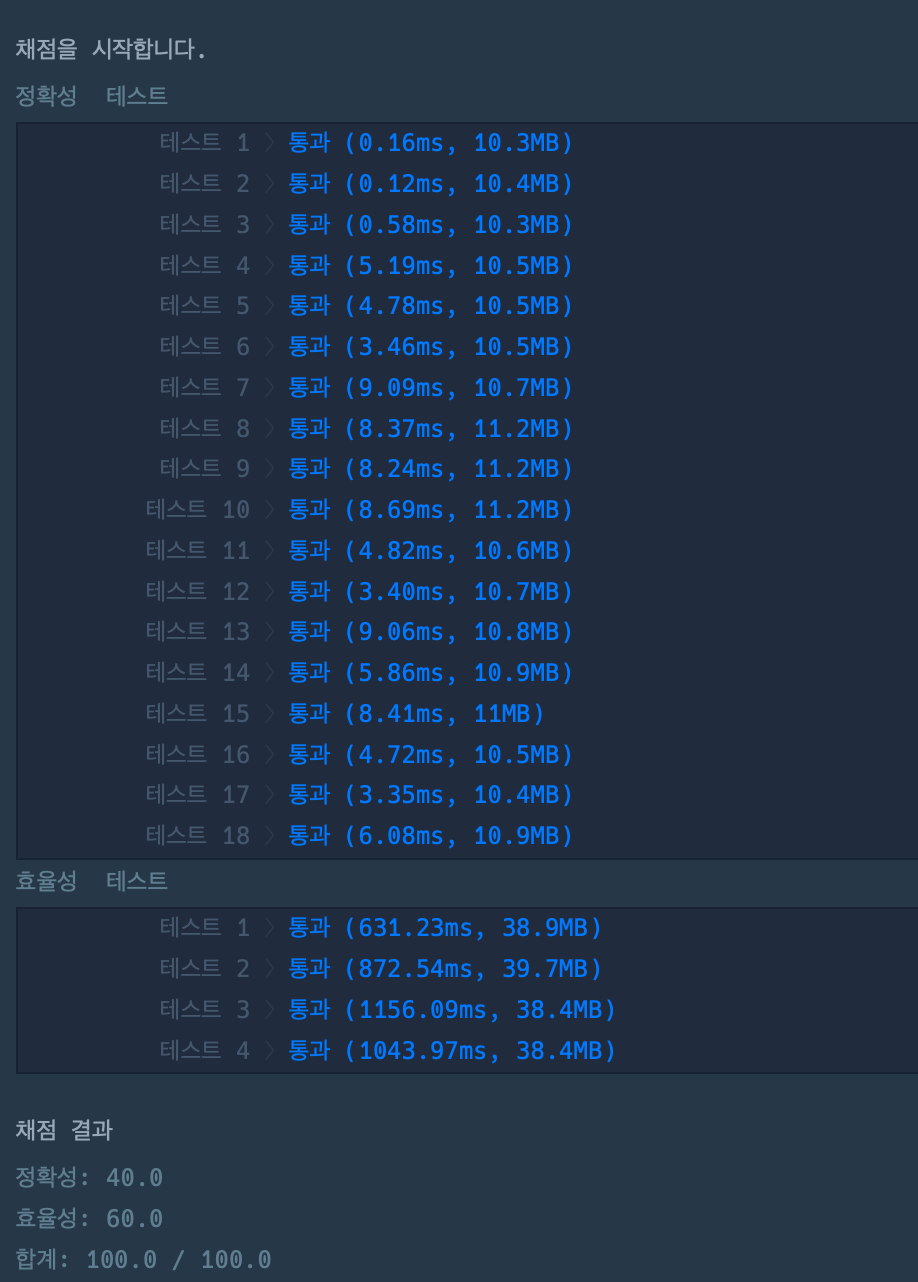 채점을 시작합니다.
정확성 테스트
테스트 1 〉 통과 (0.16ms, 10.3MB)
테스트 2 〉 통과 (0.12ms, 10.4MB)
테스트 3 〉 통과 (0.58ms, 10.3MB)
테스트 4 〉 통과 (5.19ms, 10.5MB)
테스트 5 〉 통과 (4.78ms, 10.5MB)
테스트 6 〉 통과 (3.46ms, 10.5MB)
테스트 7 〉 통과 (9.09ms, 10.7MB)
테스트 8 〉 통과 (8.37ms, 11.2MB)
테스트 9 〉 통과 (8.24ms, 11.2MB)
테스트 10 〉 통과 (8.69ms, 11.2MB)
테스트 11 〉 통과 (4.82ms, 10.6MB)
테스트 12 〉 통과 (3.40ms, 10.7MB)
테스트 13 〉 통과 (9.06ms, 10.8MB)
테스트 14 〉 통과 (5.86ms, 10.9MB)
테스트 15 〉 통과 (8.41ms, 11MB)
테스트 16 〉 통과 (4.72ms, 10.5MB)
테스트 17 〉 통과 (3.35ms, 10.4MB)
테스트 18 〉 통과 (6.08ms, 10.9MB)
효율성 테스트
테스트 1 〉 통과 (631.23ms, 38.9MB)
테스트 2 〉 통과 (872.54ms, 39.7MB)
테스트 3 〉 통과 (1156.09ms, 38.4MB)
테스트 4 〉 통과 (1043.97ms, 38.4MB)
채점 결과
정확성: 40.0
효율성: 60.0
합계: 100.0 / 100.0